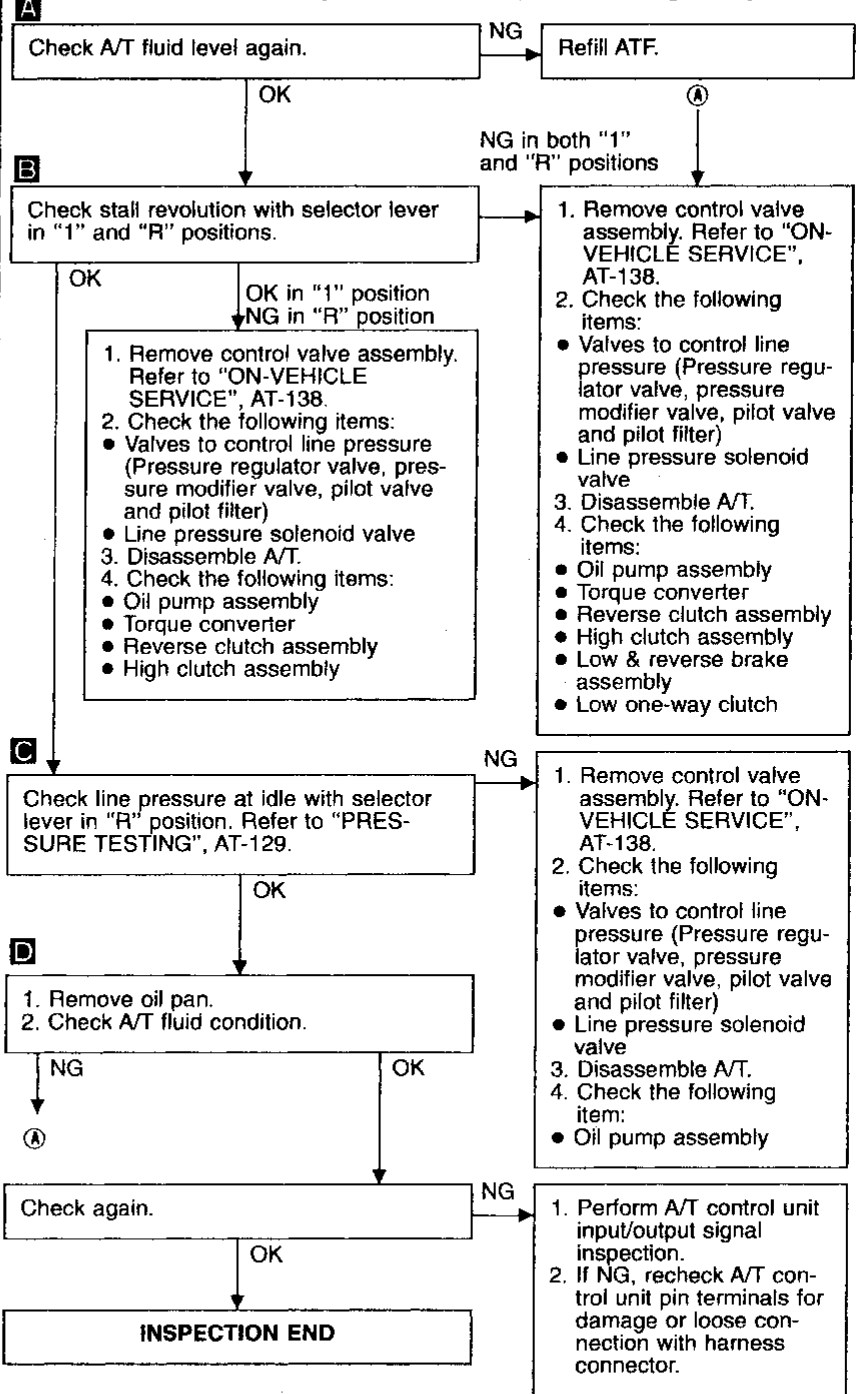 A
Check A/T fluid level again.
NG
Refill ATF.
OK
Ⓐ
NG in both "1"
and "R" positions
B
Check stall revolution with selector lever
in "1" and "R" positions.
OK
OK in "1" position
NG in "R" position
1. Remove control valve assembly.
Refer to "ON-VEHICLE
SERVICE", AT-138.
2. Check the following items:
● Valves to control line pressure
(Pressure regulator valve, pres-
sure modifier valve, pilot valve
and pilot filter)
● Line pressure solenoid valve
3. Disassemble A/T.
4. Check the following items:
● Oil pump assembly
● Torque converter
● Reverse clutch assembly
● High clutch assembly
1. Remove control valve
assembly. Refer to "ON-
VEHICLE SERVICE",
AT-138.
2. Check the following
items:
● Valves to control line
pressure (Pressure regu-
lator valve, pressure
modifier valve, pilot valve
and pilot filter)
● Line pressure solenoid
valve
3. Disassemble A/T.
4. Check the following
items:
● Oil pump assembly
● Torque converter
● Reverse clutch assembly
● High clutch assembly
● Low & reverse brake
assembly
● Low one-way clutch
C
Check line pressure at idle with selector
lever in "R" position. Refer to "PRES-
SURE TESTING", AT-129.
NG
OK
1. Remove control valve
assembly. Refer to "ON-
VEHICLE SERVICE",
AT-138.
2. Check the following
items:
● Valves to control line
pressure (Pressure regu-
lator valve, pressure
modifier valve, pilot valve
and pilot filter)
● Line pressure solenoid
valve
3. Disassemble A/T.
4. Check the following
item:
● Oil pump assembly
D
1. Remove oil pan.
2. Check A/T fluid condition.
NG
OK
Ⓐ
Check again.
NG
OK
1. Perform A/T control unit
input/output signal
inspection.
2. If NG, recheck A/T con-
trol unit pin terminals for
damage or loose con-
nection with harness
connector.
INSPECTION END